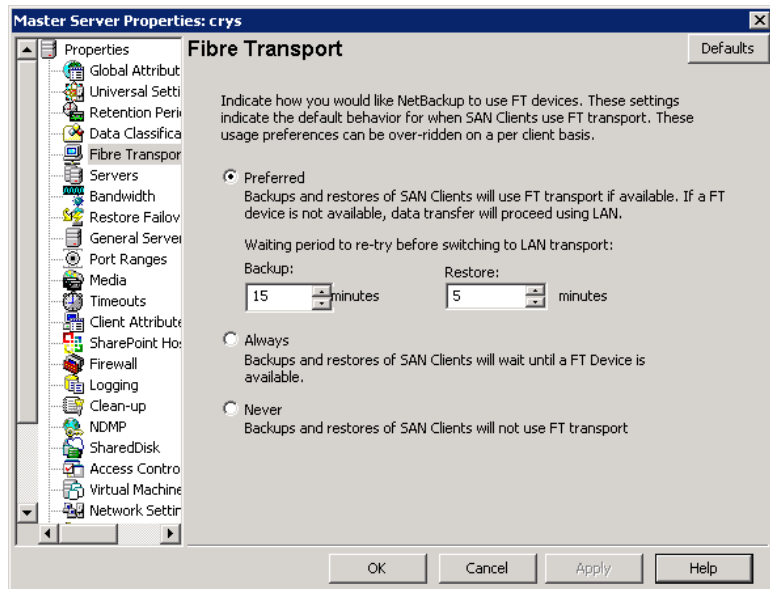 Master Server Properties: crys
Properties
Global Attribut
Universal Setti
Retention Peri
Data Classifica
Fibre Transpor
Servers
Bandwidth
Restore Failov
General Server
Port Ranges
Media
Timeouts
Client Attribute
SharePoint Hos
Firewall
Logging
Clean-up
NDMP
SharedDisk
Access Contro
Virtual Machine
Network Settin
Fibre Transport
Defaults
Indicate how you would like NetBackup to use FT devices. These settings
indicate the default behavior for when SAN Clients use FT transport. These
usage preferences can be over-ridden on a per client basis.
Preferred
Backups and restores of SAN Clients will use FT transport if available. If a FT
device is not available, data transfer will proceed using LAN.
Waiting period to re-try before switching to LAN transport:
Backup: Restore:
15 minutes 5 minutes
Always
Backups and restores of SAN Clients will wait until a FT Device is
available.
Never
Backups and restores of SAN Clients will not use FT transport
OK Cancel Apply Help